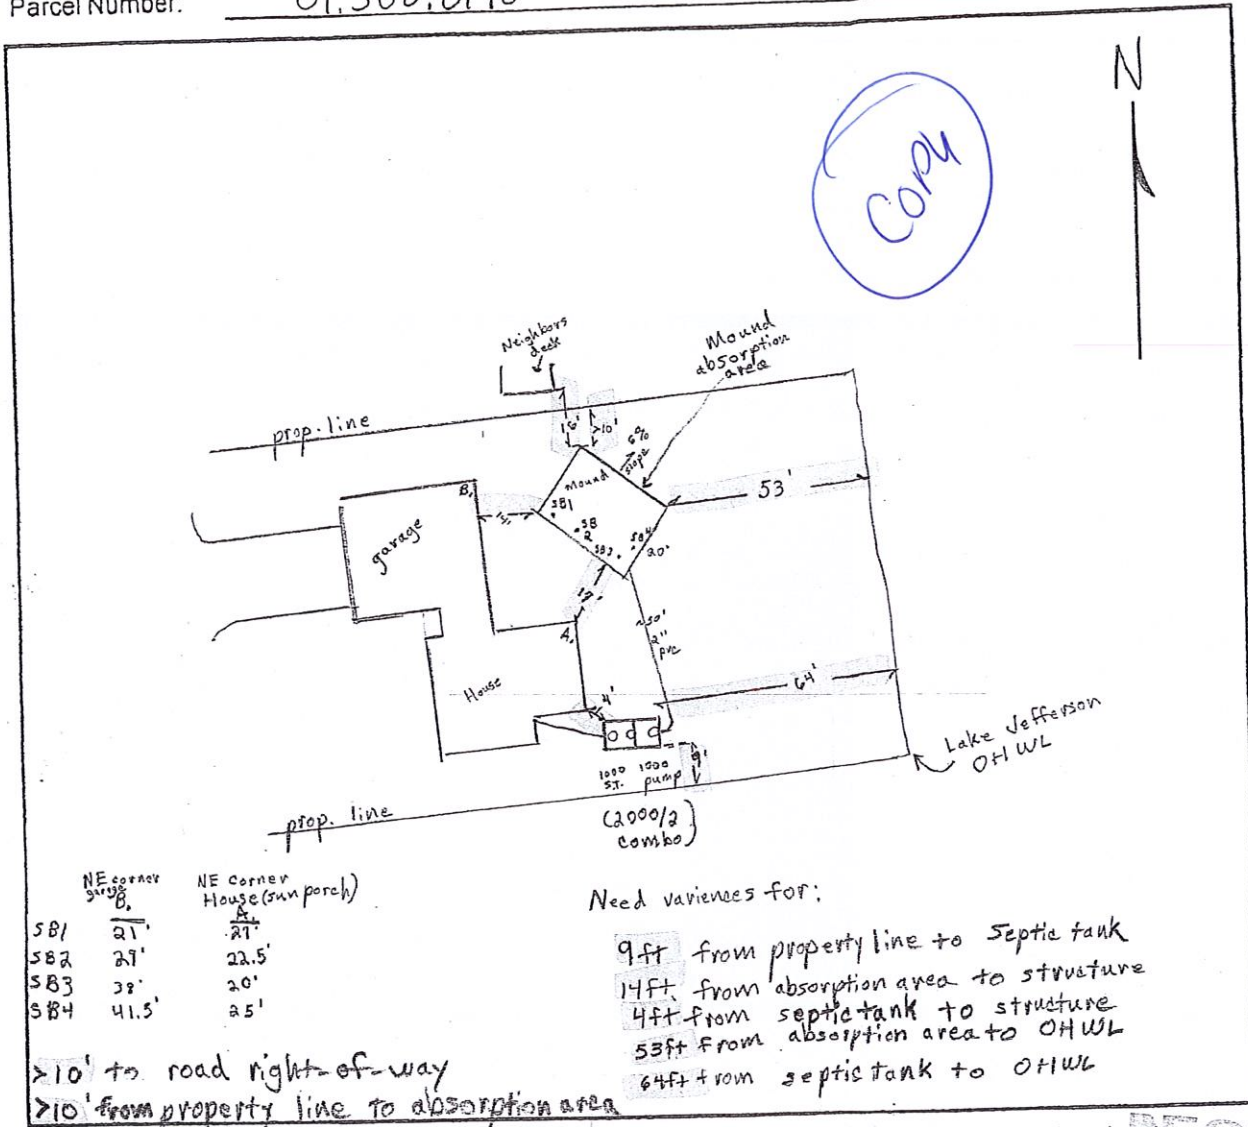 Parcel Number:
N
Copy
Neighbors
deck
Mound
absorption
area
prop. line
16'
>10'
6%
slope
mound
53'
B.
SB1
SB
2
SB3
SB4
20'
garage
A.
~50'
2"
pvc
House
4'
64'
9'
Lake Jefferson
OHWL
1000
S.T.
pump
(2000/2
combo)
prop. line
NE corner
garage
B.
NE Corner
House (sun porch)
A.
SB1 21'
SB2 22.5'
SB3 38' 20'
SB4 41.5' 25'
Need variences for:
9ft from property line to Septic tank
14ft. from absorption area to structure
4ft from septic tank to structure
53ft from absorption area to OHWL
64ft from septic tank to OHWL
>10' to road right-of-way
>10' from property line to absorption area